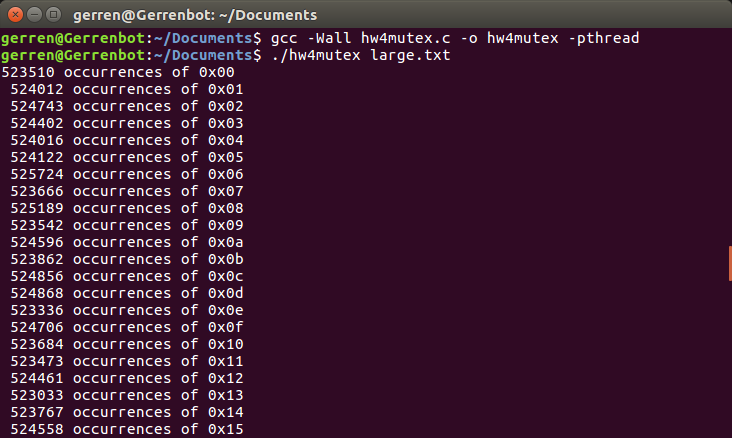 gerren@Gerrenbot: ~/Documents
gerren@Gerrenbot:~/Documents$ gcc -Wall hw4mutex.c -o hw4mutex -pthread
gerren@Gerrenbot:~/Documents$ ./hw4mutex large.txt
523510 occurrences of 0x00
524012 occurrences of 0x01
524743 occurrences of 0x02
524402 occurrences of 0x03
524016 occurrences of 0x04
524122 occurrences of 0x05
525724 occurrences of 0x06
523666 occurrences of 0x07
525189 occurrences of 0x08
523542 occurrences of 0x09
524596 occurrences of 0x0a
523862 occurrences of 0x0b
524856 occurrences of 0x0c
524868 occurrences of 0x0d
523336 occurrences of 0x0e
524706 occurrences of 0x0f
523684 occurrences of 0x10
523473 occurrences of 0x11
524461 occurrences of 0x12
523033 occurrences of 0x13
523767 occurrences of 0x14
524558 occurrences of 0x15